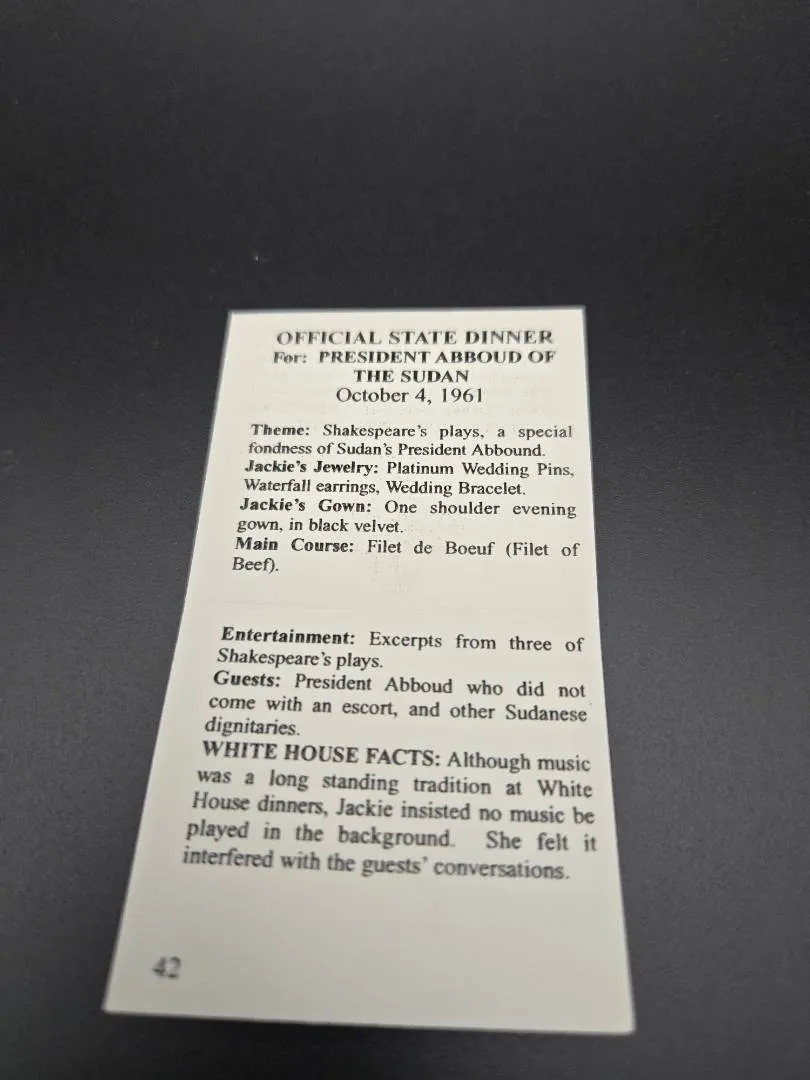 OFFICIAL STATE DINNER
For: PRESIDENT ABBOUD OF
THE SUDAN
October 4, 1961
Theme: Shakespeare's plays, a special
fondness of Sudan's President Abbound.
Jackie's Jewelry: Platinum Wedding Pins,
Waterfall earrings, Wedding Bracelet.
Jackie's Gown: One shoulder evening
gown, in black velvet.
Main Course: Filet de Boeuf (Filet of
Beef).
Entertainment: Excerpts from three of
Shakespeare's plays.
Guests: President Abboud who did not
come with an escort, and other Sudanese
dignitaries.
WHITE HOUSE FACTS: Although music
was a long standing tradition at White
House dinners, Jackie insisted no music be
played in the background. She felt it
interfered with the guests' conversations.
42